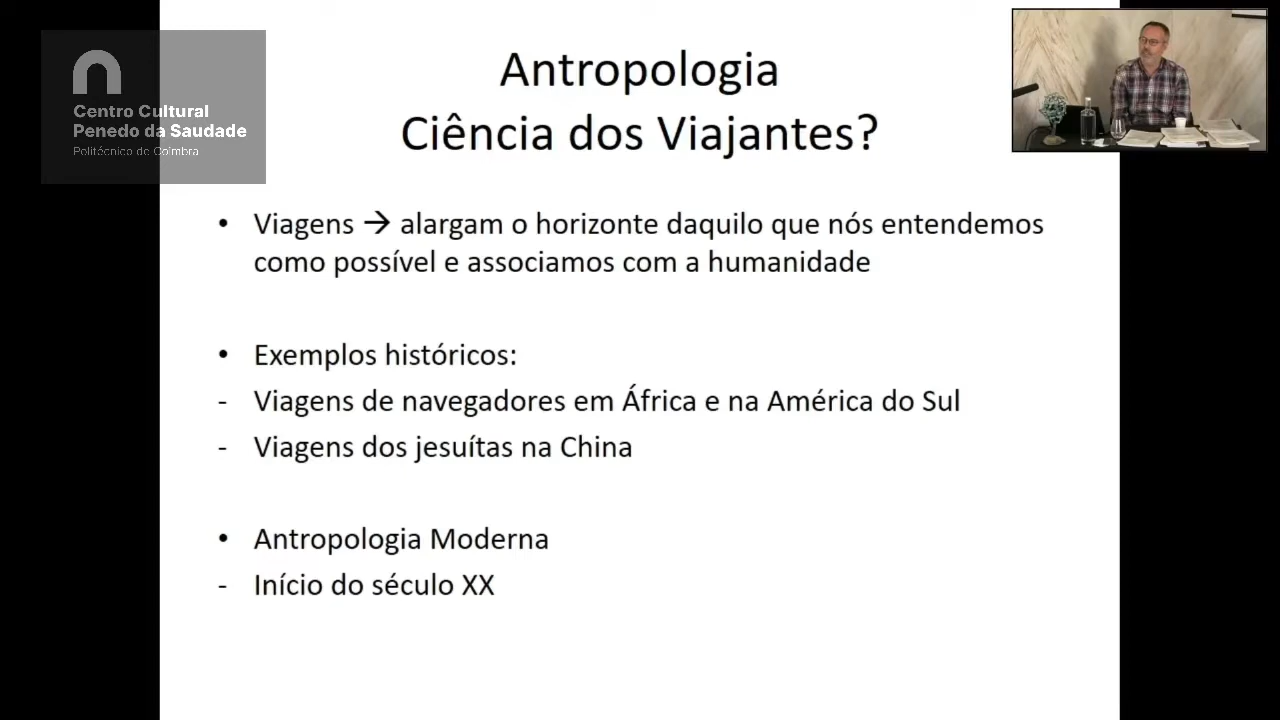 Centro Cultural
Penedo da Saudade
Politécnico de Coimbra
Antropologia
Ciência dos Viajantes?
• Viagens → alargam o horizonte daquilo que nós entendemos
como possível e associamos com a humanidade
• Exemplos históricos:
- Viagens de navegadores em África e na América do Sul
- Viagens dos jesuítas na China
• Antropologia Moderna
- Início do século XX